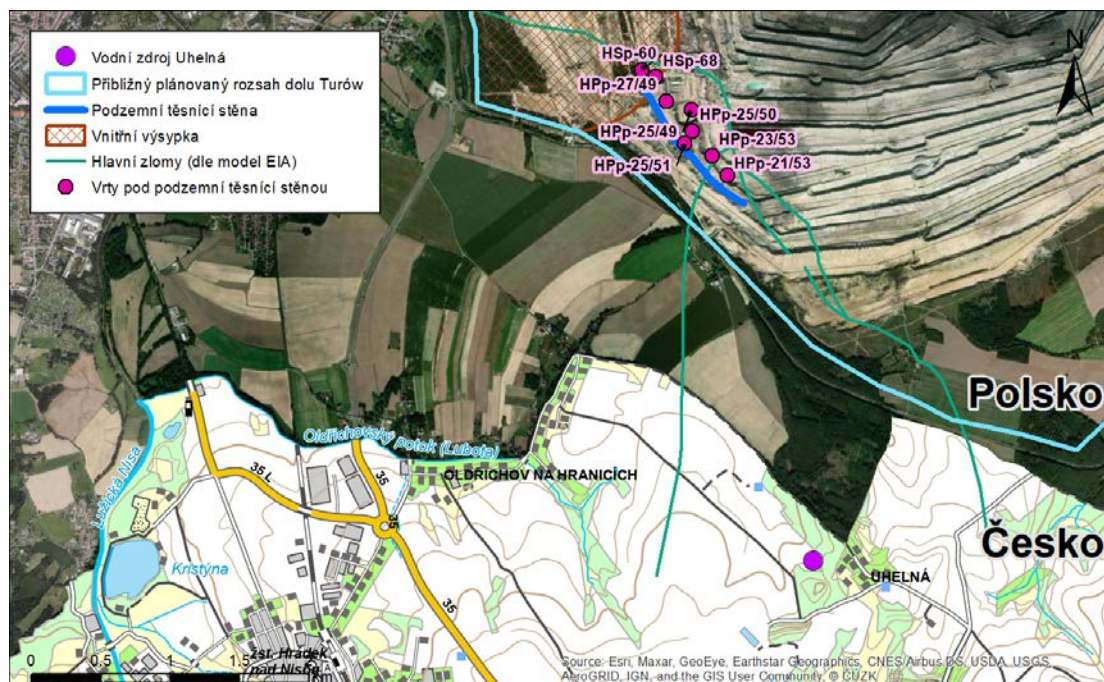 Vodní zdroj Uhelná
Přibližný plánovaný rozsah dolu Turów
Podzemní těsnící stěna
Vnitřní výsypka
Hlavní zlomy (dle model EIA)
Vrty pod podzemní těsnící stěnou
N
HSp-60
HSp-68
HPp-27/49
HPp-25/50
HPp-25/49
HPp-23/53
HPp-21/53
HPp-25/51
Polsko
Oldřichovský potok (Lubota)
Lužická Nisa
35 L
35
35
OLDŘICHOV NA HRANICÍCH
Česko
Kristýna
UHELNÁ
žst. Hrádek
nad Nisou
0 0,5 1 1,5
Source: Esri, Maxar, GeoEye, Earthstar Geographics, CNES/Airbus DS, USDA, USGS,
AeroGRID, IGN, and the GIS User Community, © ČÚZK